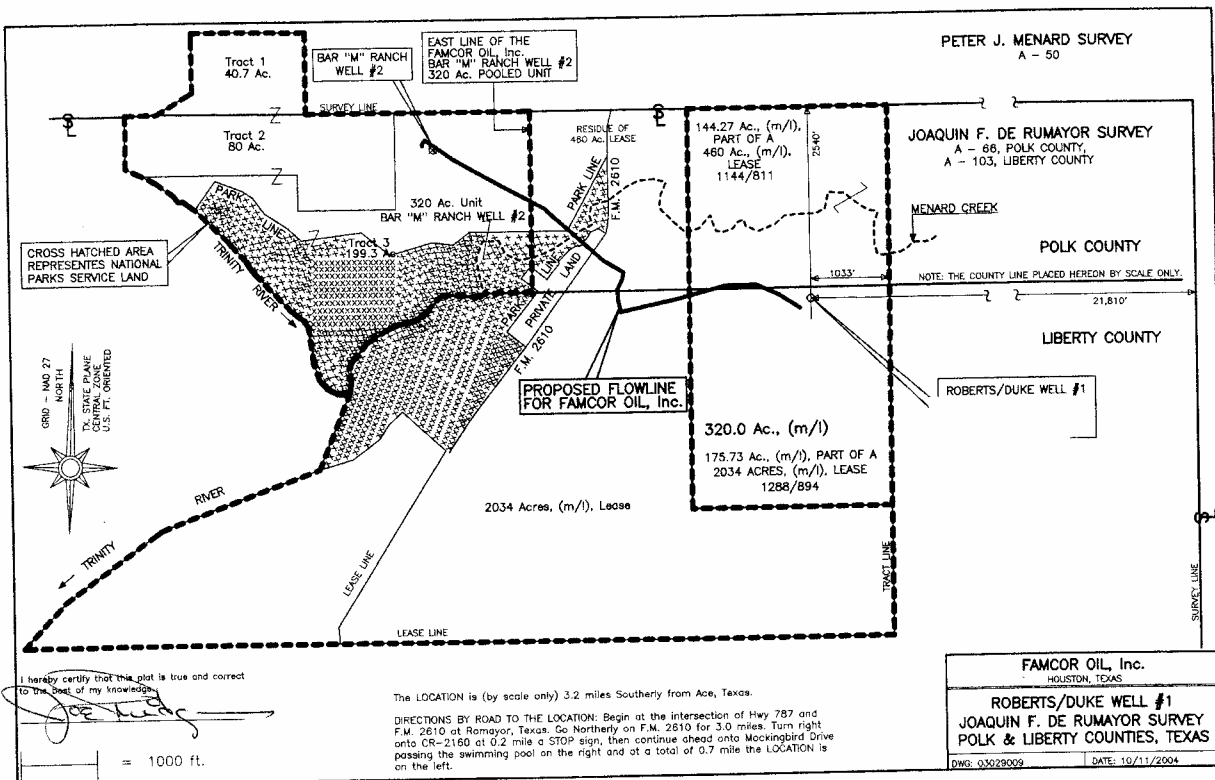 PETER J. MENARD SURVEY
A - 50
EAST LINE OF THE
FAMCOR OIL, Inc.
BAR "M" RANCH WELL #2
320 Ac. POOLED UNIT
BAR "M" RANCH
WELL #2
Tract 1
40.7 Ac.
SURVEY LINE
Tract 2
80 Ac.
RESIDUE OF
460 Ac. LEASE
144.27 Ac., (m/l),
PART OF A
460 Ac., (m/l),
LEASE
1144/811
2540'
JOAQUIN F. DE RUMAYOR SURVEY
A - 66, POLK COUNTY,
A - 103, LIBERTY COUNTY
PARK LINE
F.M. 2610
MENARD CREEK
320 Ac. Unit
BAR "M" RANCH WELL #2
PARK LINE
Tract 3
199.3 Ac.
CROSS HATCHED AREA
REPRESENTES NATIONAL
PARKS SERVICE LAND
TRINITY
RIVER
POLK COUNTY
1033'
NOTE: THE COUNTY LINE PLACED HEREON BY SCALE ONLY.
21,810'
LIBERTY COUNTY
PARK LINE
PRIVATE LAND
F.M. 2610
GRID - NAD 27
NORTH
TX. STATE PLANE
CENTRAL ZONE
U.S. FT. ORIENTED
PROPOSED FLOWLINE
FOR FAMCOR OIL, Inc.
ROBERTS/DUKE WELL #1
320.0 Ac., (m/l)
175.73 Ac., (m/l), PART OF A
2034 ACRES, (m/l), LEASE
1288/894
2034 Acres, (m/l), Lease
RIVER
TRINITY
LEASE LINE
TRACT LINE
SURVEY LINE
LEASE LINE
I hereby certify that this plat is true and correct
to the best of my knowledge.
= 1000 ft.
The LOCATION is (by scale only) 3.2 miles Southerly from Ace, Texas.
DIRECTIONS BY ROAD TO THE LOCATION: Begin at the intersection of Hwy 787 and
F.M. 2610 at Romayor, Texas. Go Northerly on F.M. 2610 for 3.0 miles. Turn right
onto CR-2160 at 0.2 mile a STOP sign, then continue ahead onto Mockingbird Drive
passing the swimming pool on the right and at a total of 0.7 mile the LOCATION is
on the left.
FAMCOR OIL, Inc.
HOUSTON, TEXAS
ROBERTS/DUKE WELL #1
JOAQUIN F. DE RUMAYOR SURVEY
POLK & LIBERTY COUNTIES, TEXAS
DWG: 03029009
DATE: 10/11/2004